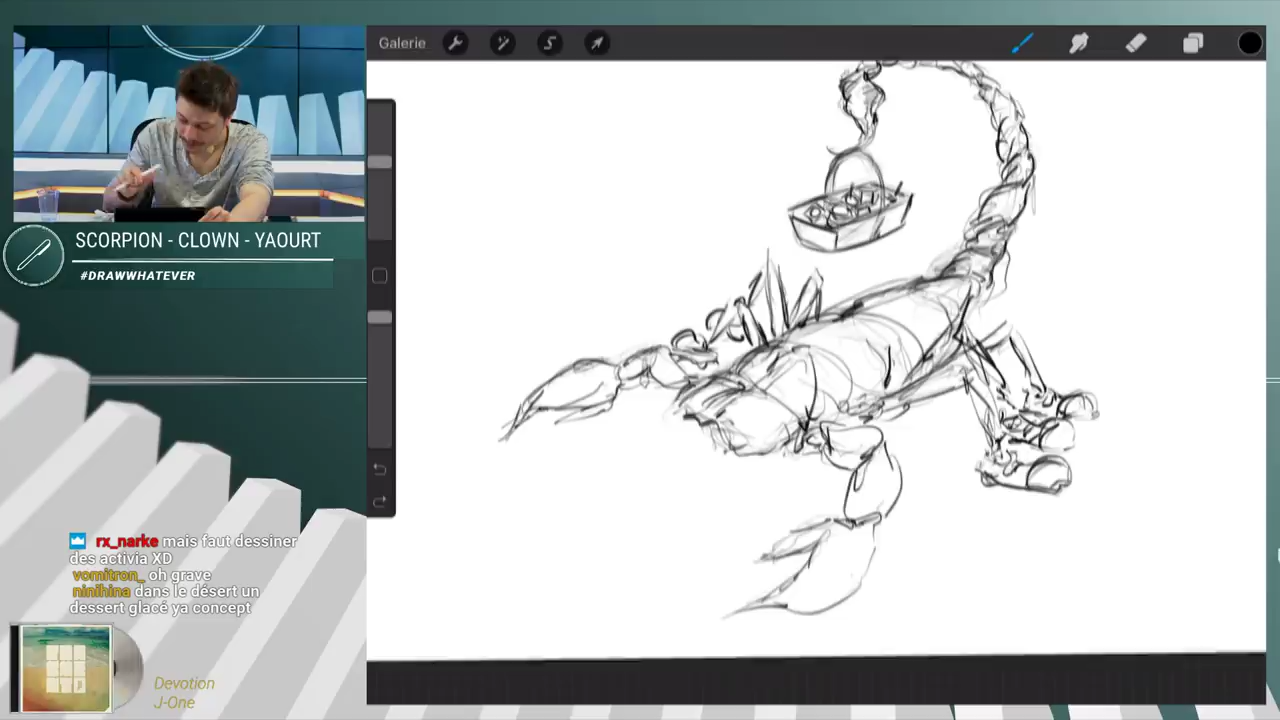 Galerie
SCORPION - CLOWN - YAOURT
#DRAWWHATEVER
rx_narke mais faut dessiner
des activia XD
vomitron_ oh grave
ninihina dans le désert un
dessert glacé ya concept
Devotion
J-One